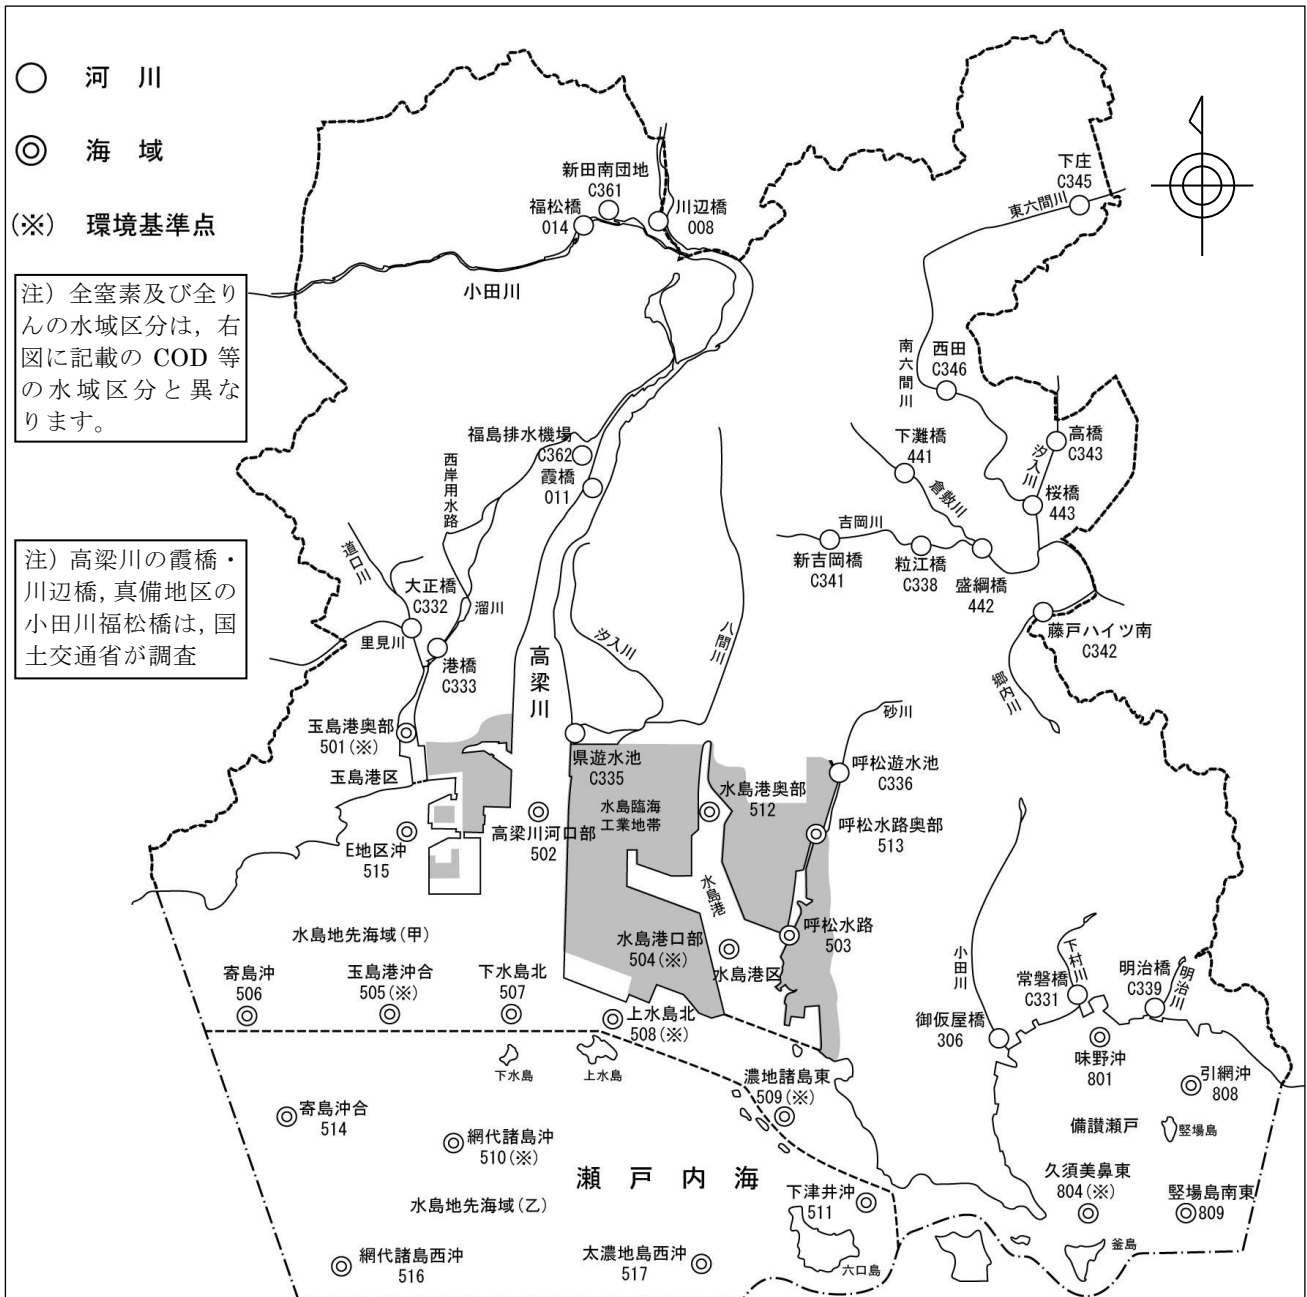 河　川
海　域
(※)　環境基準点
注）全窒素及び全り
んの水域区分は，右
図に記載の COD 等
の水域区分と異な
ります。
注）高梁川の霞橋・
川辺橋，真備地区の
小田川福松橋は，国
土交通省が調査
新田南団地
C361
福松橋
014
川辺橋
008
小田川
下庄
C345
東六間川
南六間川
西田
C346
高橋
C343
汐入川
桜橋
443
下灘橋
441
倉敷川
吉岡川
新吉岡橋
C341
粒江橋
C338
盛綱橋
442
藤戸ハイツ南
C342
郷内川
福島排水機場
C362
霞橋
011
西岸用水路
道口川
大正橋
C332
溜川
里見川
港橋
C333
高梁川
汐入川
八間川
砂川
玉島港奥部
501(※)
玉島港区
県遊水池
C335
水島臨海
工業地帯
水島港奥部
512
呼松遊水池
C336
呼松水路奥部
513
高梁川河口部
502
E地区沖
515
水島港
呼松水路
503
水島港口部
504(※)
水島港区
水島地先海域(甲)
寄島沖
506
玉島港沖合
505(※)
下水島北
507
上水島北
508(※)
下水島
上水島
濃地諸島東
509(※)
小田川
御仮屋橋
306
下村川
常磐橋
C331
明治橋
C339
明治川
味野沖
801
引網沖
808
備讃瀬戸
竪場島
寄島沖合
514
網代諸島沖
510(※)
瀬戸内海
水島地先海域(乙)
下津井沖
511
久須美鼻東
804(※)
竪場島南東
809
網代諸島西沖
516
太濃地島西沖
517
六口島
釜島